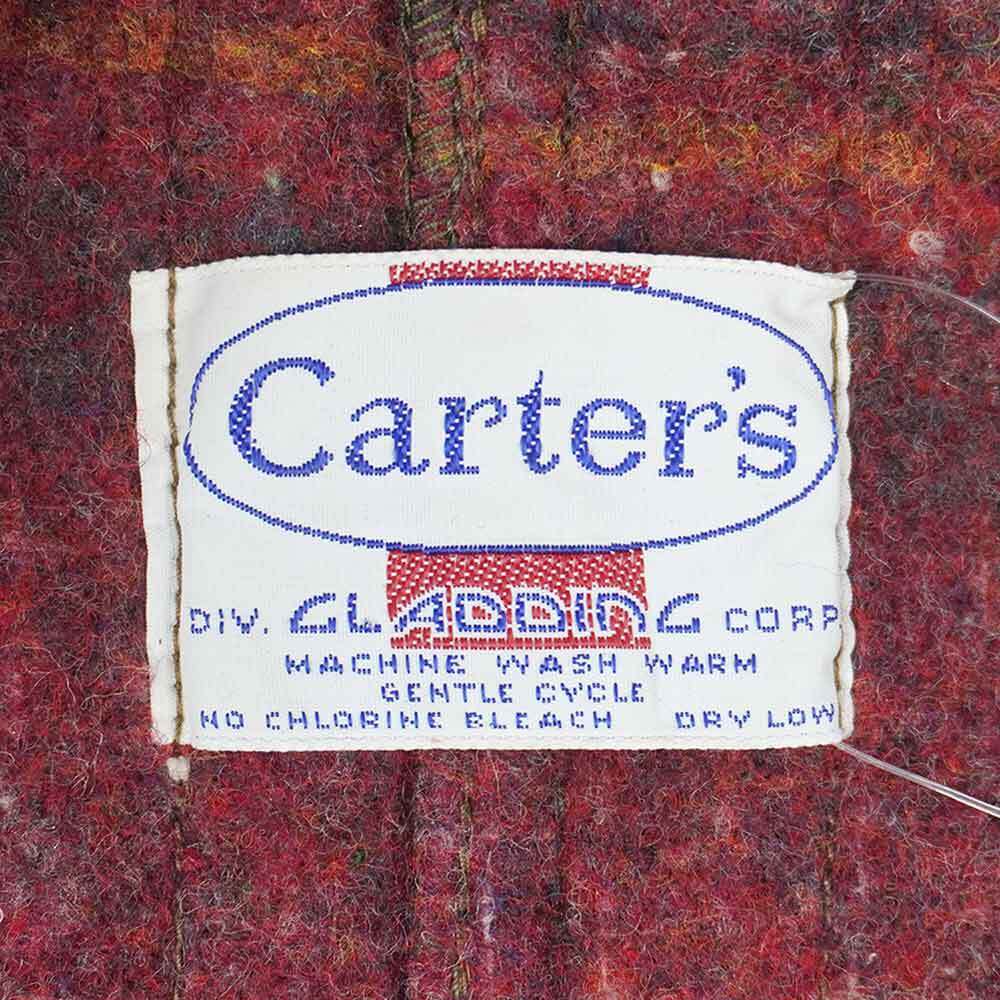 Carter's
DIV. GLADDING CORP
MACHINE WASH WARM
GENTLE CYCLE
NO CHLORINE BLEACH DRY LOW